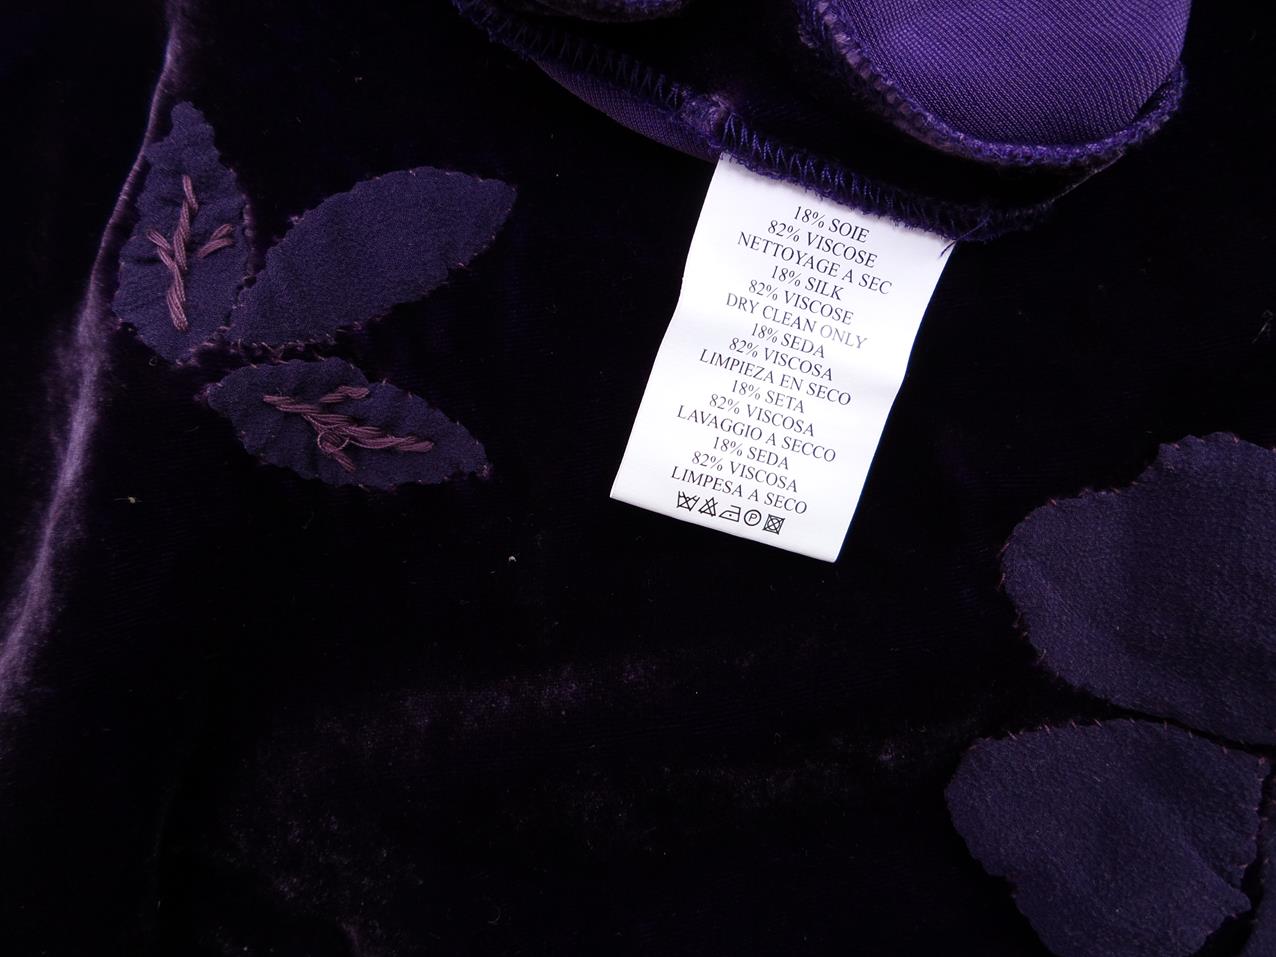 18% SOIE
82% VISCOSE
NETTOYAGE A SEC
18% SILK
82% VISCOSE
DRY CLEAN ONLY
18% SEDA
82% VISCOSA
LIMPIEZA EN SECO
18% SETA
82% VISCOSA
LAVAGGIO A SECCO
18% SEDA
82% VISCOSA
LIMPESA A SECO
P